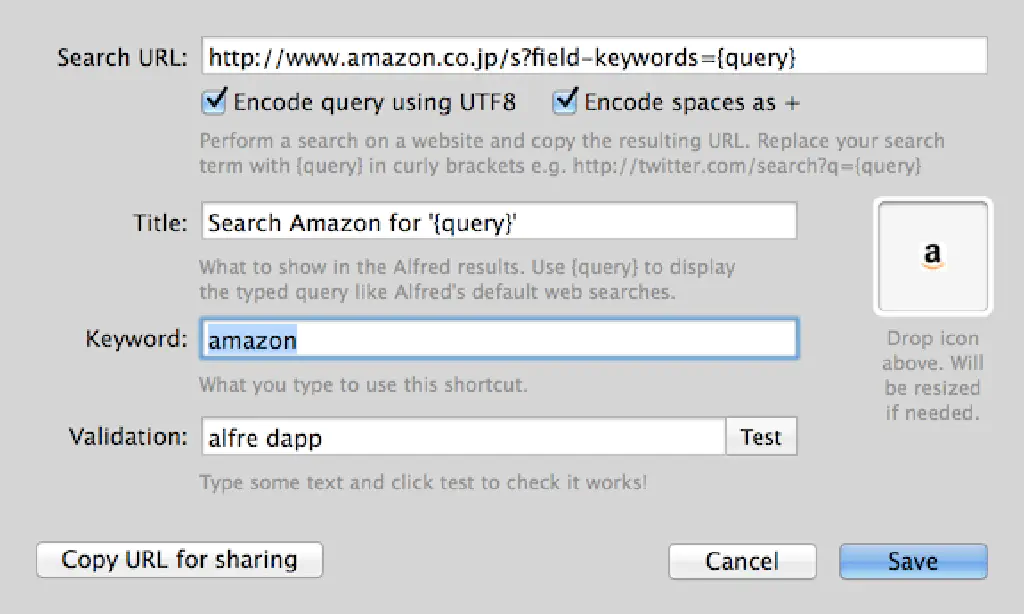 Search URL: http://www.amazon.co.jp/s?field-keywords={query}
Encode query using UTF8 Encode spaces as +
Perform a search on a website and copy the resulting URL. Replace your search
term with {query} in curly brackets e.g. http://twitter.com/search?q={query}
Title: Search Amazon for '{query}'
What to show in the Alfred results. Use {query} to display
the typed query like Alfred's default web searches.
a
Keyword: amazon
What you type to use this shortcut.
Drop icon
above. Will
be resized
if needed.
Validation: alfre dapp Test
Type some text and click test to check it works!
Copy URL for sharing Cancel Save